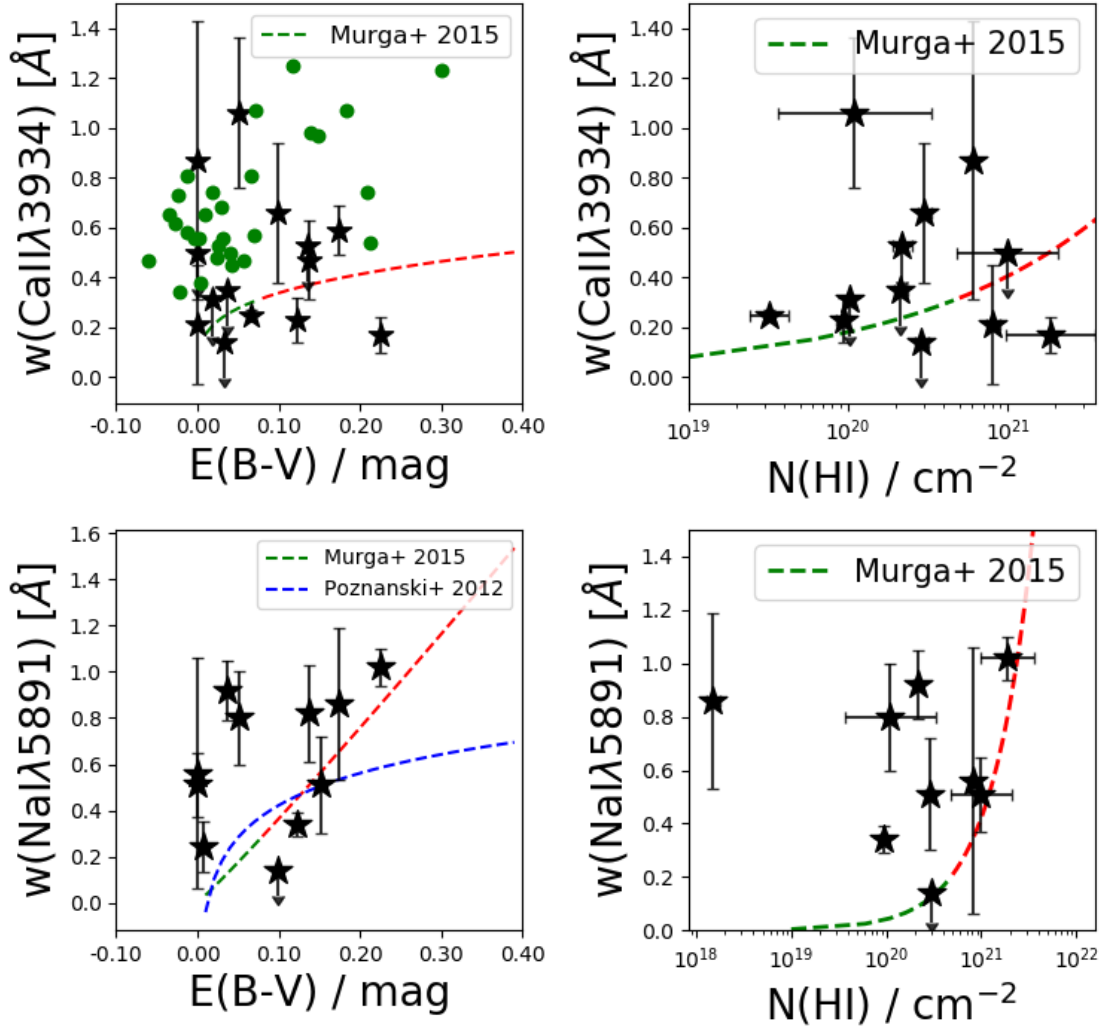 w(CaIIλ3934) [Å]
1.4
1.2
1.0
0.8
0.6
0.4
0.2
0.0
-0.10 0.00 0.10 0.20 0.30 0.40
E(B-V) / mag
Murga+ 2015
w(CaIIλ3934) [Å]
1.40
1.20
1.00
0.80
0.60
0.40
0.20
0.00
10¹⁹ 10²⁰ 10²¹
N(HI) / cm⁻²
Murga+ 2015
w(NaIλ5891) [Å]
1.6
1.4
1.2
1.0
0.8
0.6
0.4
0.2
0.0
-0.10 0.00 0.10 0.20 0.30 0.40
E(B-V) / mag
Murga+ 2015
Poznanski+ 2012
w(NaIλ5891) [Å]
1.4
1.2
1.0
0.8
0.6
0.4
0.2
0.0
10¹⁸ 10¹⁹ 10²⁰ 10²¹ 10²²
N(HI) / cm⁻²
Murga+ 2015